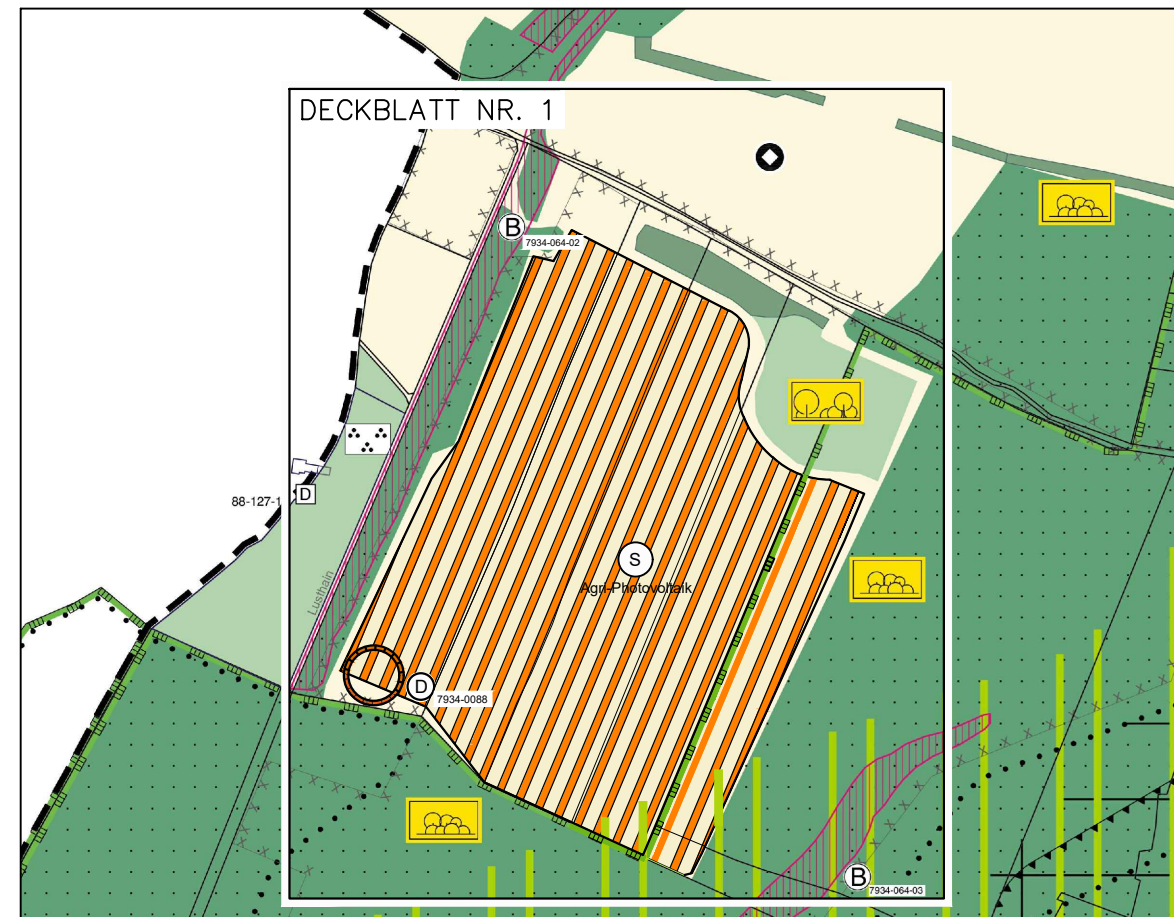 DECKBLATT NR. 1
B
7934-064-02
88-127-1
D
S
Agri-Photovoltaik
Lusthain
D
7934-0088
B
7934-064-03